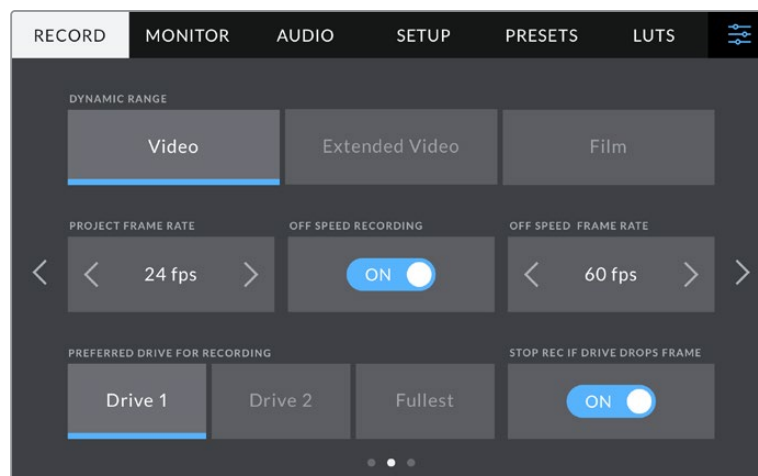 RECORD MONITOR AUDIO SETUP PRESETS LUTS
DYNAMIC RANGE
Video Extended Video Film
PROJECT FRAME RATE OFF SPEED RECORDING OFF SPEED FRAME RATE
24 fps ON 60 fps
PREFERRED DRIVE FOR RECORDING STOP REC IF DRIVE DROPS FRAME
Drive 1 Drive 2 Fullest ON